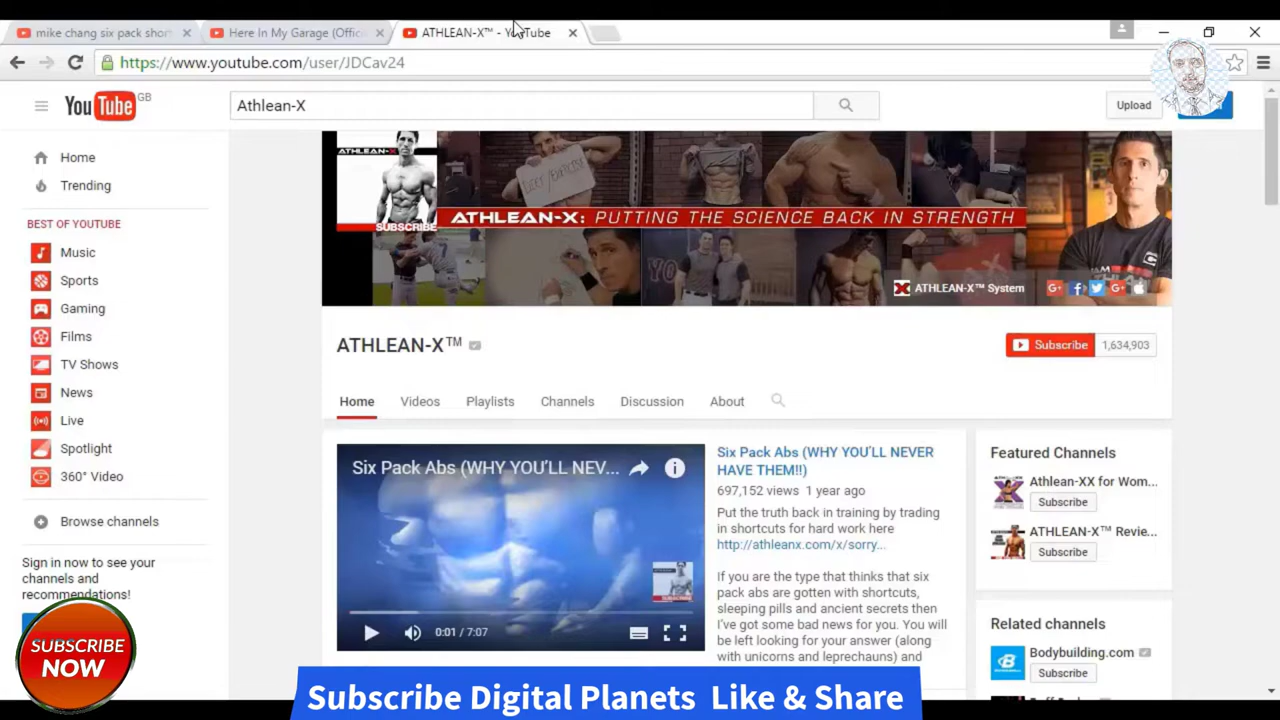 mike chang six pack short
Here In My Garage (Offic
ATHLEAN-X™ - YouTube
https://www.youtube.com/user/JDCav24
YouTube GB
Athlean-X
Upload
Home
Trending
BEST OF YOUTUBE
Music
Sports
Gaming
Films
TV Shows
News
Live
Spotlight
360° Video
Browse channels
Sign in now to see your
channels and
recommendations!
ATHLEAN-X
SUBSCRIBE
ATHLEAN-X: PUTTING THE SCIENCE BACK IN STRENGTH
ATHLEAN-X™ System
ATHLEAN-X™
Subscribe 1,634,903
Home Videos Playlists Channels Discussion About
Six Pack Abs (WHY YOU'LL NEV...
0:01 / 7:07
Six Pack Abs (WHY YOU'LL NEVER
HAVE THEM!!)
697,152 views 1 year ago
Put the truth back in training by trading
in shortcuts for hard work here
http://athleanx.com/x/sorry...
If you are the type that thinks that six
pack abs are gotten with shortcuts,
sleeping pills and ancient secrets then
I've got some bad news for you. You will
be left looking for your answer (along
with unicorns and leprechauns) and
Featured Channels
Athlean-XX for Wom...
Subscribe
ATHLEAN-X™ Revie...
Subscribe
Related channels
Bodybuilding.com
Subscribe
SUBSCRIBE
NOW
Subscribe Digital Planets Like & Share